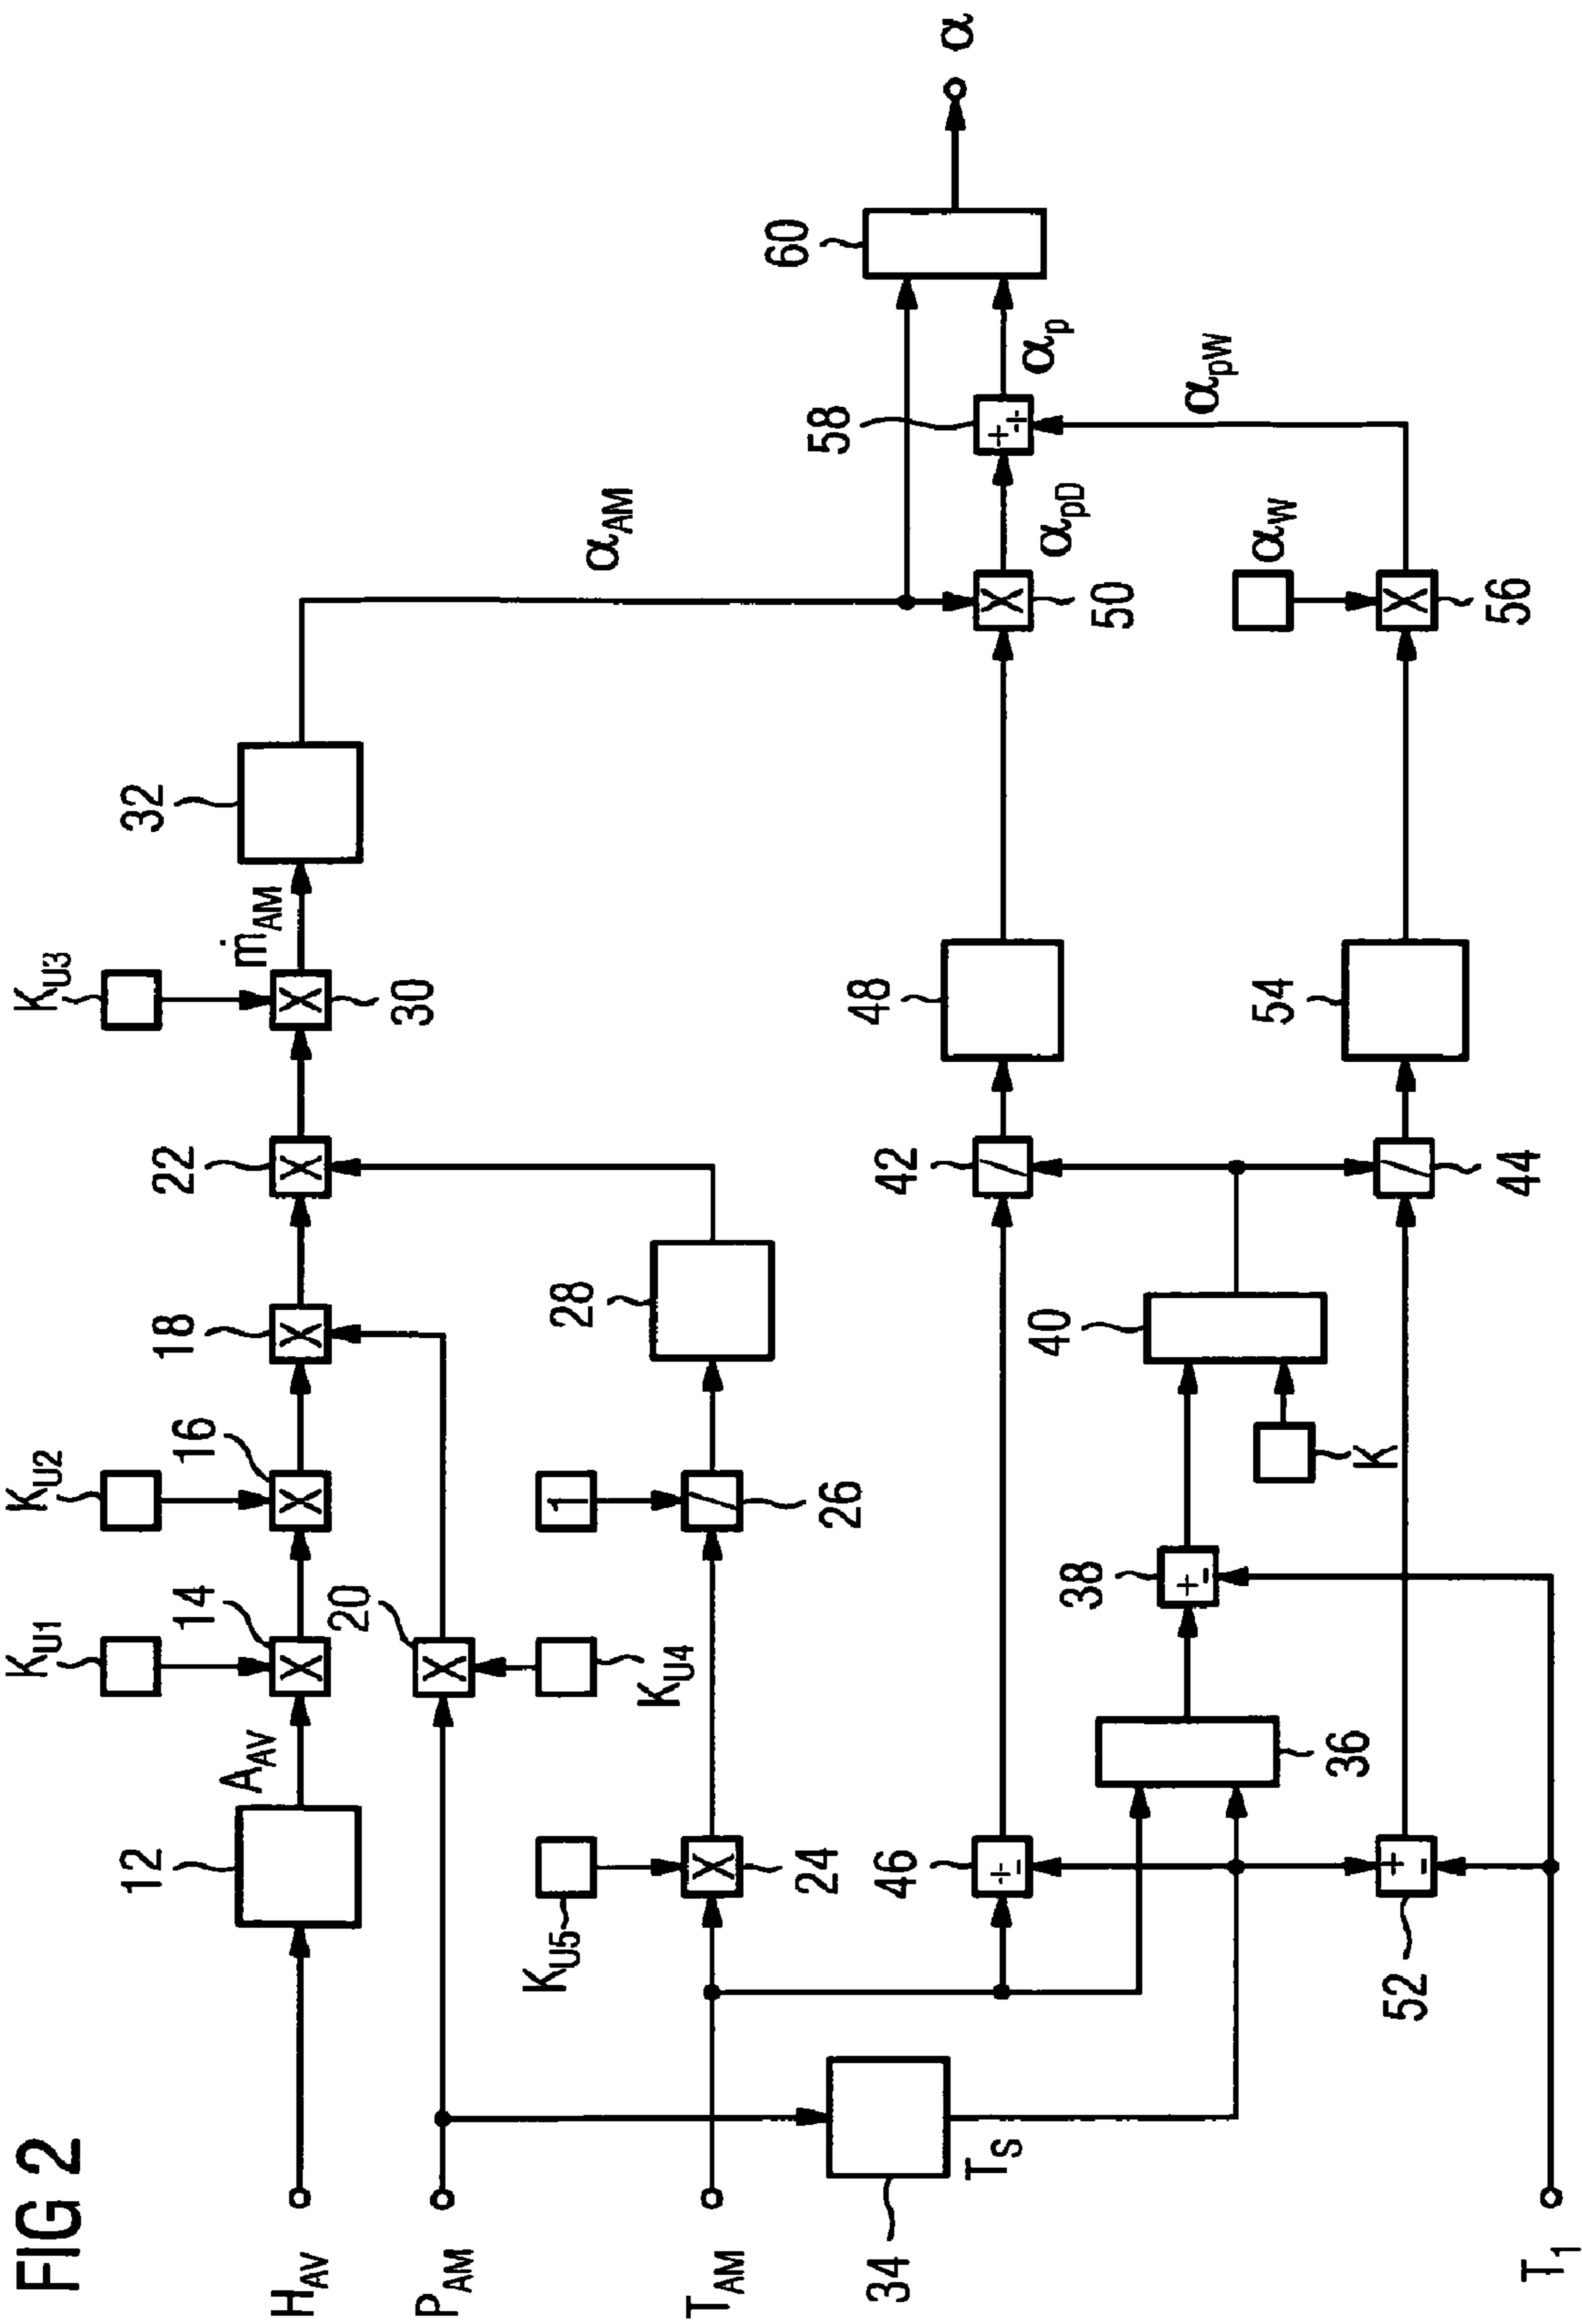 FIG 2
H_AV
12
A_AV
K_U1
14
X
K_U2
16
X
18
X
22
X
K_U3
30
X
ṁ_AM
32
α_AM
P_AM
20
X
K_U4
T_AM
K_U5
24
X
1
26
/
28
34
T_S
46
÷
-
42
/
48
50
X
α_pD
58
+
÷
α_p
60
α
36
38
+
-
40
K
52
+
-
44
/
54
56
X
α_W
α_pW
T_1